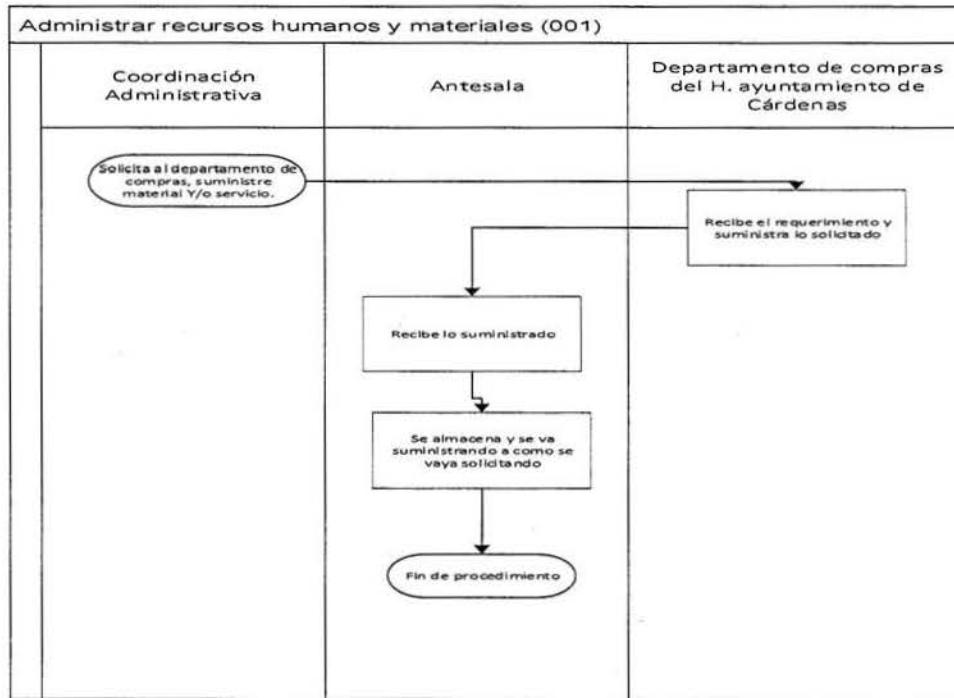 Administrar recursos humanos y materiales (001)
Coordinación
Administrativa
Antesala
Departamento de compras
del H. ayuntamiento de
Cárdenas
Solicita al departamento de
compras, suministre
material Y/o servicio.
Recibe el requerimiento y
suministra lo solicitado
Recibe lo suministrado
Se almacena y se va
suministrando a como se
vaya solicitando
Fin de procedimiento